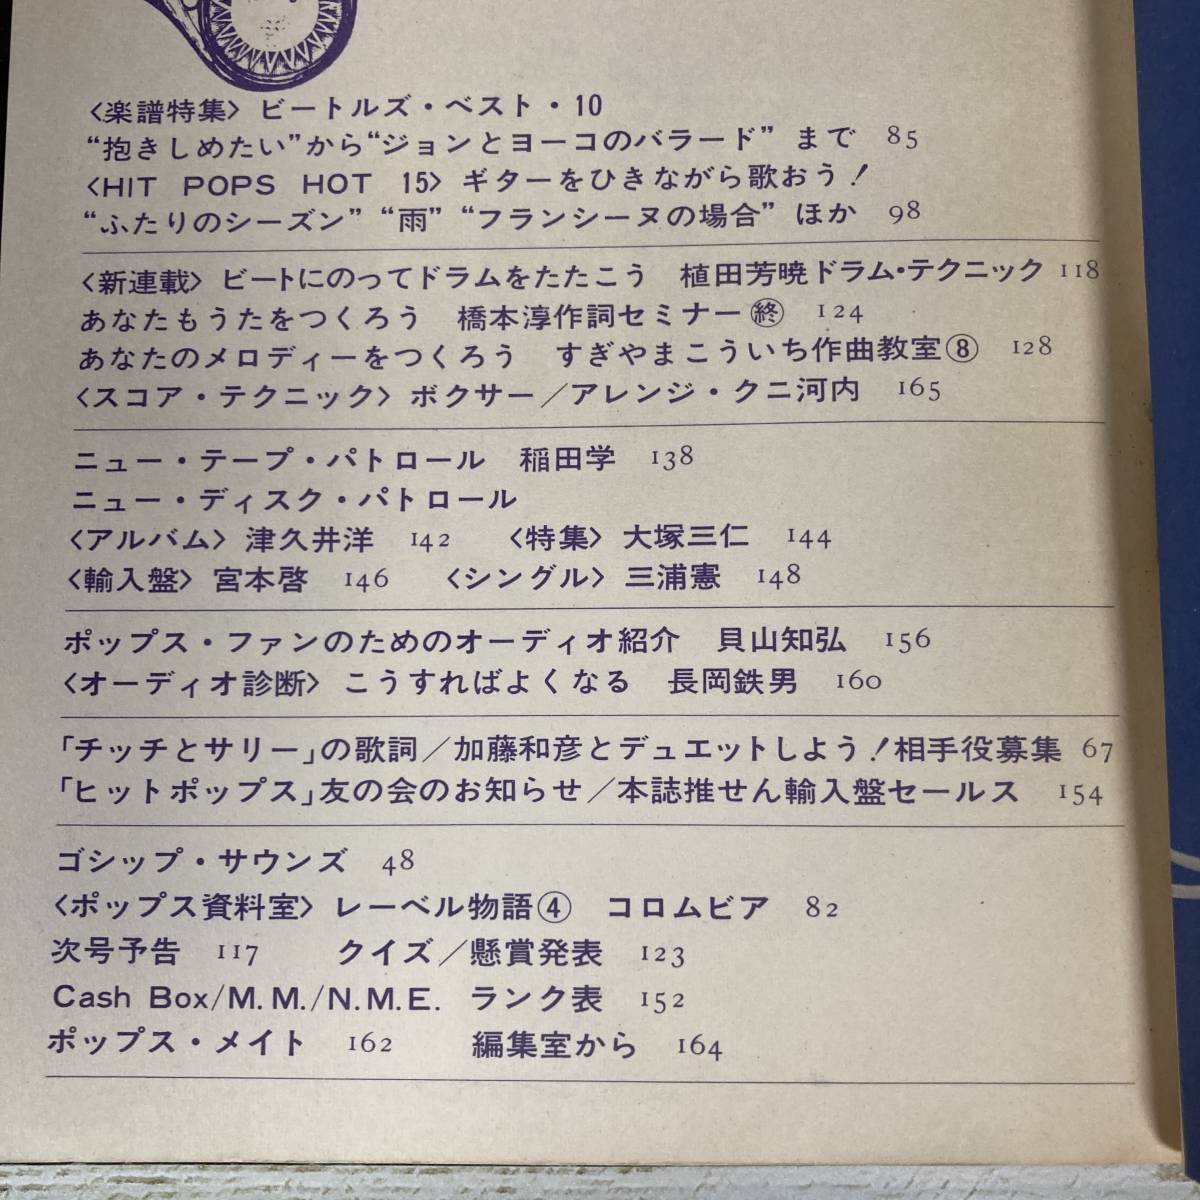 〈楽譜特集〉ビートルズ・ベスト・10
“抱きしめたい”から“ジョンとヨーコのバラード” まで 85
〈HIT POPS HOT 15〉ギターをひきながら歌おう！
“ふたりのシーズン” “雨” “フランシーヌの場合” ほか 98
〈新連載〉ビートにのってドラムをたたこう 植田芳暁ドラム・テクニック 118
あなたもうたをつくろう 橋本淳作詞セミナー㊡ 124
あなたのメロディーをつくろう すぎやまこういち作曲教室⑧ 128
〈スコア・テクニック〉ボクサー／アレンジ・クニ河内 165
ニュー・テープ・パトロール 稲田学 138
ニュー・ディスク・パトロール
〈アルバム〉津久井洋 142 〈特集〉大塚三仁 144
〈輸入盤〉宮本啓 146 〈シングル〉三浦憲 148
ポップス・ファンのためのオーディオ紹介 貝山知弘 156
〈オーディオ診断〉こうすればよくなる 長岡鉄男 160
「チッチとサリー」の歌詞／加藤和彦とデュエットしよう！相手役募集 67
「ヒットポップス」友の会のお知らせ／本誌推せん輸入盤セールス 154
ゴシップ・サウンズ 48
〈ポップス資料室〉レーベル物語④ コロムビア 82
次号予告 117 クイズ／懸賞発表 123
Cash Box/M.M./N.M.E. ランク表 152
ポップス・メイト 162 編集室から 164